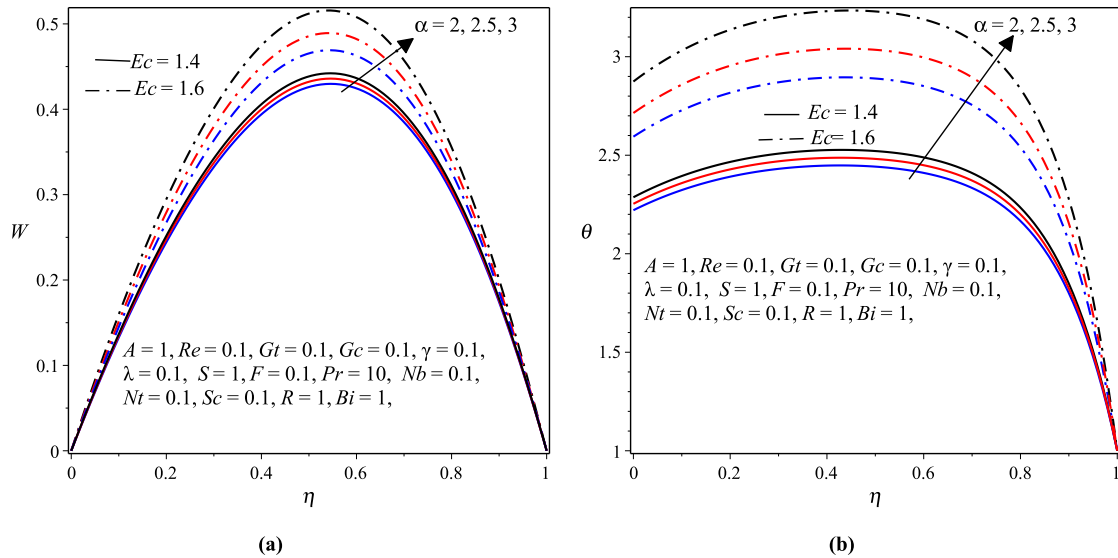 0.5
0.4
0.3
0.2
0.1
0
W
α = 2, 2.5, 3
Ec = 1.4
Ec = 1.6
A = 1, Re = 0.1, Gt = 0.1, Gc = 0.1, γ = 0.1,
λ = 0.1, S = 1, F = 0.1, Pr = 10, Nb = 0.1,
Nt = 0.1, Sc = 0.1, R = 1, Bi = 1,
0 0.2 0.4 0.6 0.8 1
η
(a)
3.0
2.5
2
1.5
1
θ
α = 2, 2.5, 3
Ec = 1.4
Ec= 1.6
A = 1, Re = 0.1, Gt = 0.1, Gc = 0.1, γ = 0.1,
λ = 0.1, S = 1, F = 0.1, Pr = 10, Nb = 0.1,
Nt = 0.1, Sc = 0.1, R = 1, Bi = 1,
0 0.2 0.4 0.6 0.8 1
η
(b)